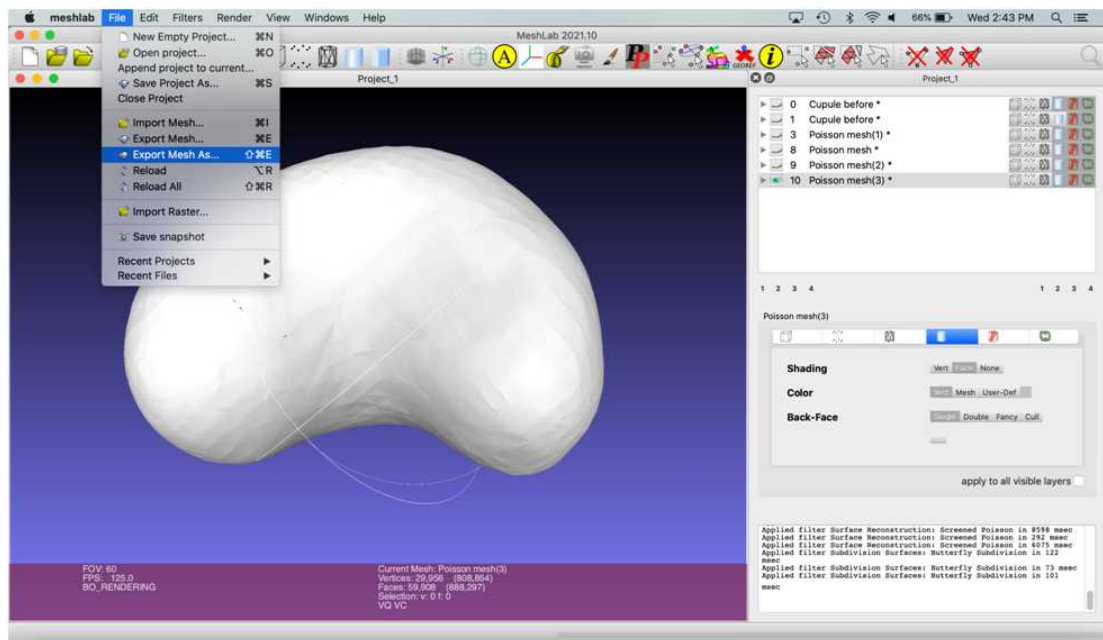 meshlab File Edit Filters Render View Windows Help 66% Wed 2:43 PM
MeshLab 2021.10
New Empty Project... ⌘N
Open project... ⌘O
Append project to current...
Save Project As... ⌘S
Close Project
Import Mesh... ⌘I
Export Mesh... ⌘E
Export Mesh As... ⇧⌘E
Reload ⌥R
Reload All ⇧⌘R
Import Raster...
Save snapshot
Recent Projects
Recent Files
A
Pp
GEOREF
i
Project_1
FOV: 60
FPS: 125.0
BO_RENDERING
Current Mesh: Poisson mesh(3)
Vertices: 29,956 (808,864)
Faces: 59,908 (888,297)
Selection: v: 0 f: 0
VQ VC
Project_1
0 Cupule before *
1 Cupule before *
3 Poisson mesh(1) *
8 Poisson mesh *
9 Poisson mesh(2) *
10 Poisson mesh(3) *
1 2 3 4 1 2 3 4
Poisson mesh(3)
Shading Vert Face None
Color Vert Mesh User-Def
Back-Face Single Double Fancy Cull
apply to all visible layers
Applied filter Surface Reconstruction: Screened Poisson in 8598 msec
Applied filter Surface Reconstruction: Screened Poisson in 292 msec
Applied filter Surface Reconstruction: Screened Poisson in 6075 msec
Applied filter Subdivision Surfaces: Butterfly Subdivision in 122
msec
Applied filter Subdivision Surfaces: Butterfly Subdivision in 73 msec
Applied filter Subdivision Surfaces: Butterfly Subdivision in 101
msec